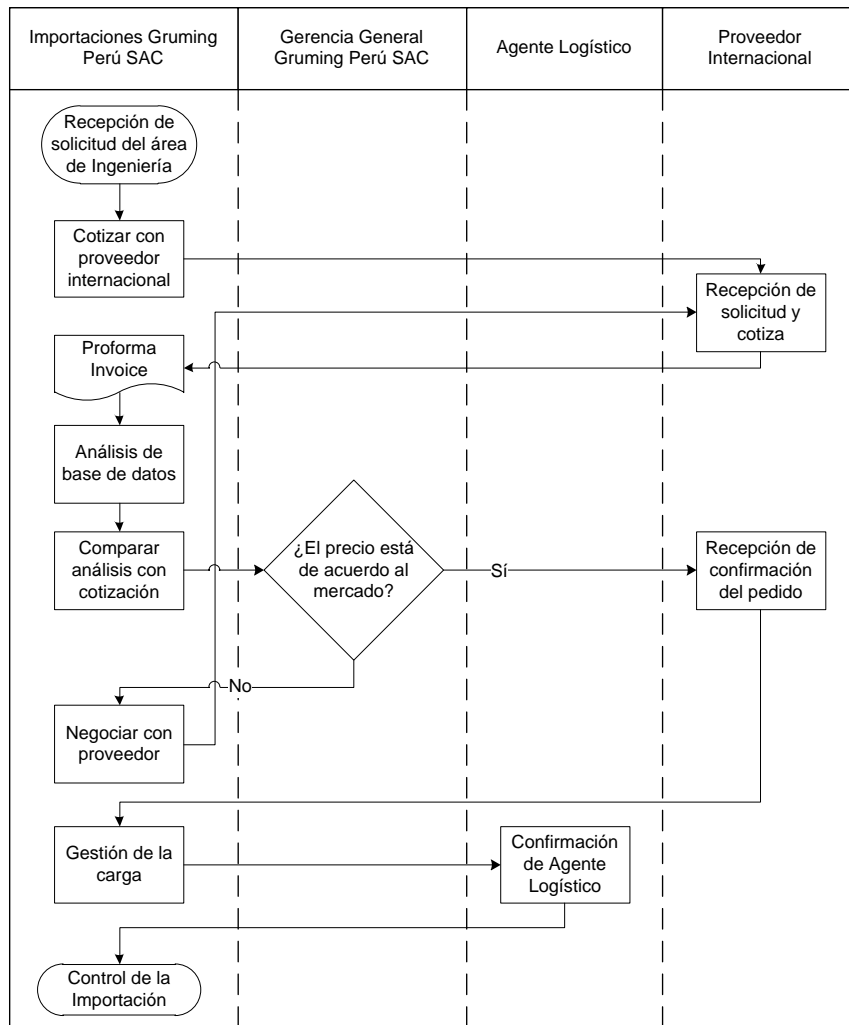 Importaciones Gruming
Perú SAC
Gerencia General
Gruming Perú SAC
Agente Logístico
Proveedor
Internacional
Recepción de
solicitud del área
de Ingeniería
Cotizar con
proveedor
internacional
Recepción de
solicitud y
cotiza
Proforma
Invoice
Análisis de
base de datos
Comparar
análisis con
cotización
¿El precio está
de acuerdo al
mercado?
Sí
Recepción de
confirmación
del pedido
No
Negociar con
proveedor
Gestión de la
carga
Confirmación
de Agente
Logístico
Control de la
Importación